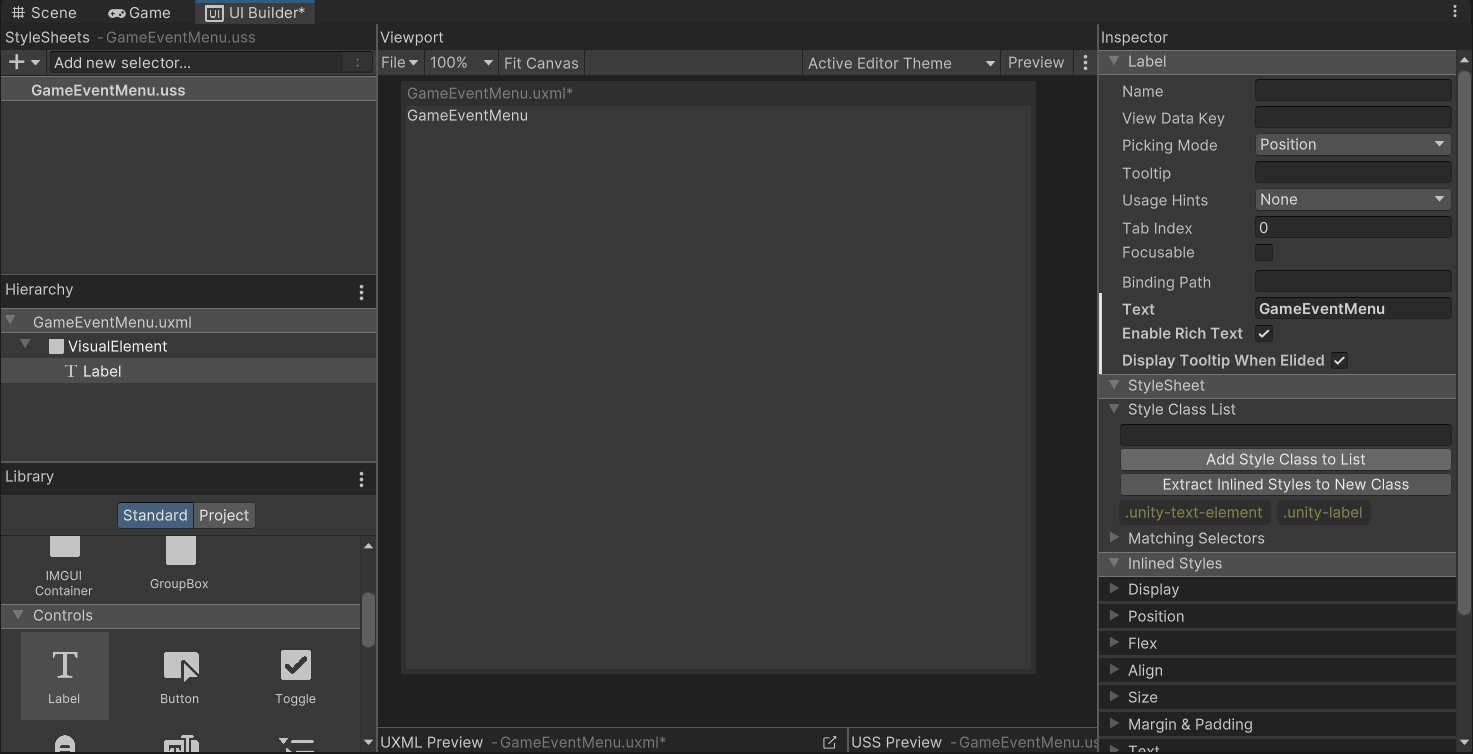 Scene
Game
UI Builder*
StyleSheets - GameEventMenu.uss
Add new selector...
GameEventMenu.uss
Hierarchy
GameEventMenu.uxml
VisualElement
Label
Library
Standard
Project
IMGUI
Container
GroupBox
Controls
Label
Button
Toggle
Viewport
File
100%
Fit Canvas
Active Editor Theme
Preview
GameEventMenu.uxml*
GameEventMenu
UXML Preview - GameEventMenu.uxml*
USS Preview - GameEventMenu.us
Inspector
Label
Name
View Data Key
Picking Mode Position
Tooltip
Usage Hints None
Tab Index 0
Focusable
Binding Path
Text GameEventMenu
Enable Rich Text
Display Tooltip When Elided
StyleSheet
Style Class List
Add Style Class to List
Extract Inlined Styles to New Class
.unity-text-element .unity-label
Matching Selectors
Inlined Styles
Display
Position
Flex
Align
Size
Margin & Padding
Text